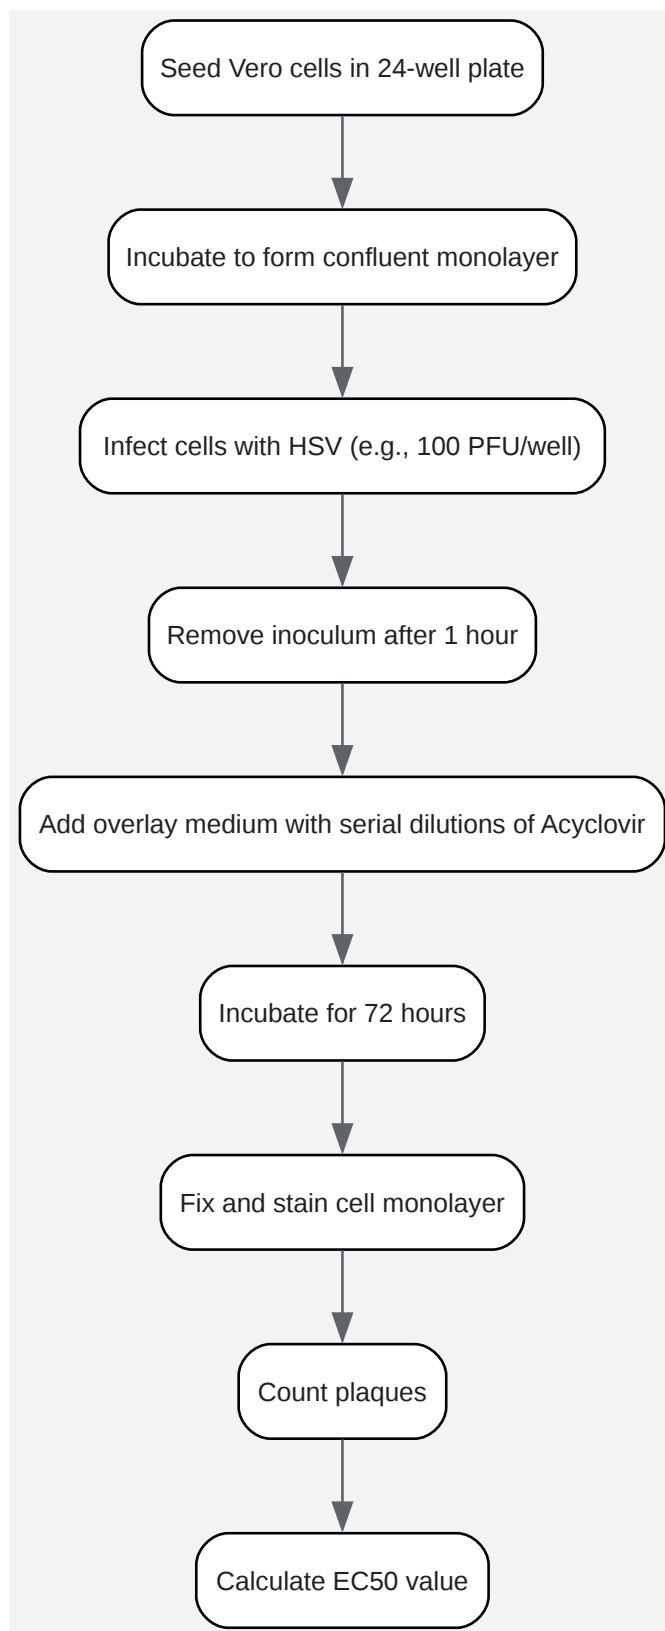 Seed Vero cells in 24-well plate
Incubate to form confluent monolayer
Infect cells with HSV (e.g., 100 PFU/well)
Remove inoculum after 1 hour
Add overlay medium with serial dilutions of Acyclovir
Incubate for 72 hours
Fix and stain cell monolayer
Count plaques
Calculate EC50 value